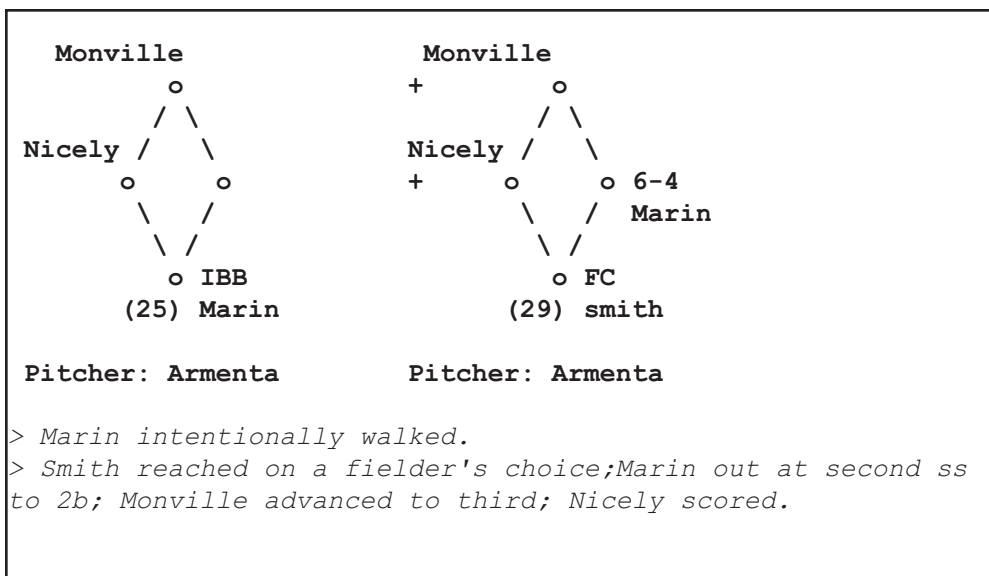 Monville                Monville
          o              +        o
         / \                     / \
Nicely /   \             Nicely /   \
      o     o            +     o     o 6-4
       \   /                    \   /  Marin
        \ /                      \ /
         o IBB                    o FC
      (25) Marin               (29) smith
Pitcher: Armenta         Pitcher: Armenta
> Marin intentionally walked.
> Smith reached on a fielder's choice;Marin out at second ss
to 2b; Monville advanced to third; Nicely scored.